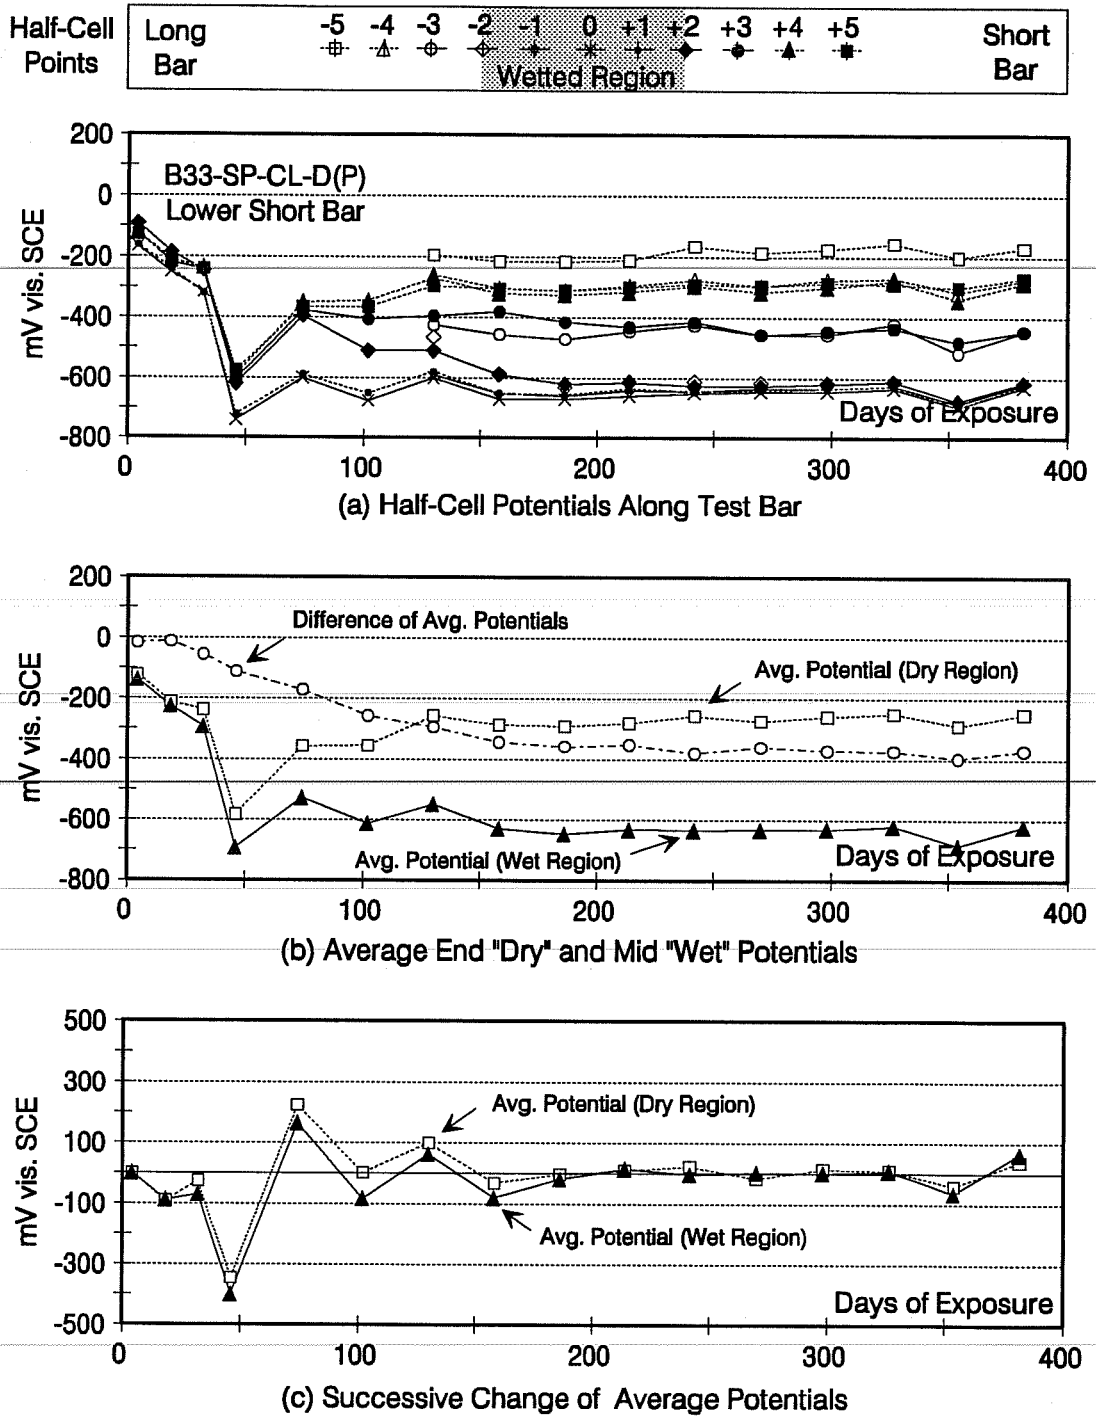 Half-Cell Points
Long Bar
-5 -4 -3 -2 -1 0 +1 +2 +3 +4 +5
Wetted Region
Short Bar
200
0
-200
-400
-600
-800
mV vis. SCE
B33-SP-CL-D(P)
Lower Short Bar
Days of Exposure
0 100 200 300 400
(a) Half-Cell Potentials Along Test Bar
200
0
-200
-400
-600
-800
mV vis. SCE
Difference of Avg. Potentials
Avg. Potential (Dry Region)
Avg. Potential (Wet Region)
Days of Exposure
0 100 200 300 400
(b) Average End "Dry" and Mid "Wet" Potentials
500
300
100
-100
-300
-500
mV vis. SCE
Avg. Potential (Dry Region)
Avg. Potential (Wet Region)
Days of Exposure
0 100 200 300 400
(c) Successive Change of Average Potentials